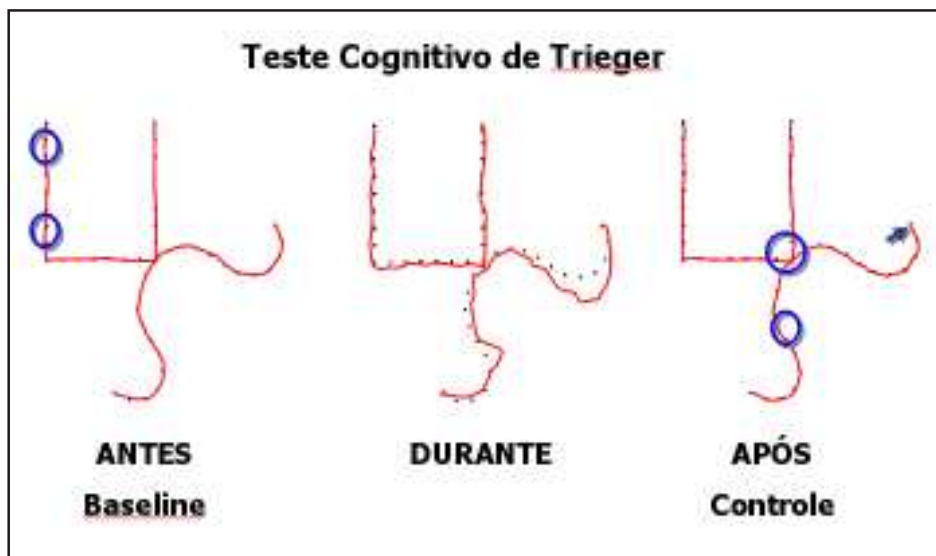 Teste Cognitivo de Trieger
ANTES
Baseline
DURANTE
APÓS
Controle